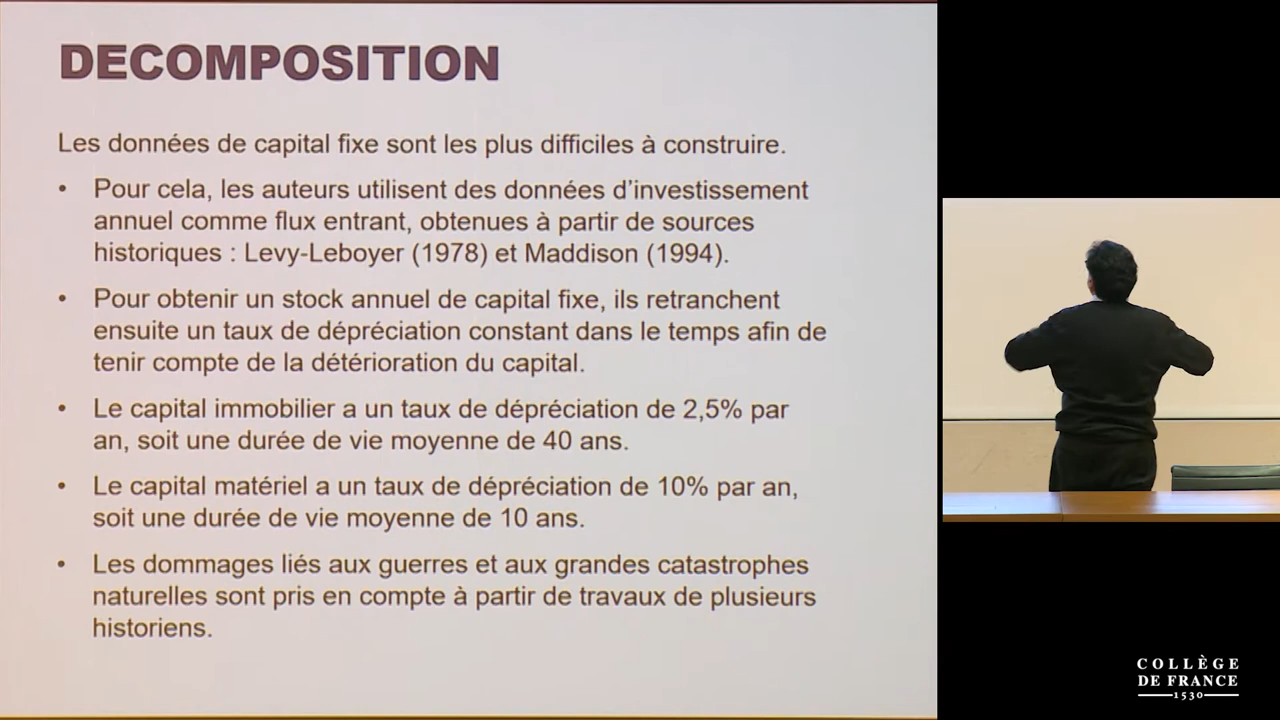 DECOMPOSITION
Les données de capital fixe sont les plus difficiles à construire.
• Pour cela, les auteurs utilisent des données d’investissement
annuel comme flux entrant, obtenues à partir de sources
historiques : Levy-Leboyer (1978) et Maddison (1994).
• Pour obtenir un stock annuel de capital fixe, ils retranchent
ensuite un taux de dépréciation constant dans le temps afin de
tenir compte de la détérioration du capital.
• Le capital immobilier a un taux de dépréciation de 2,5% par
an, soit une durée de vie moyenne de 40 ans.
• Le capital matériel a un taux de dépréciation de 10% par an,
soit une durée de vie moyenne de 10 ans.
• Les dommages liés aux guerres et aux grandes catastrophes
naturelles sont pris en compte à partir de travaux de plusieurs
historiens.
COLLÈGE
DE FRANCE
1530